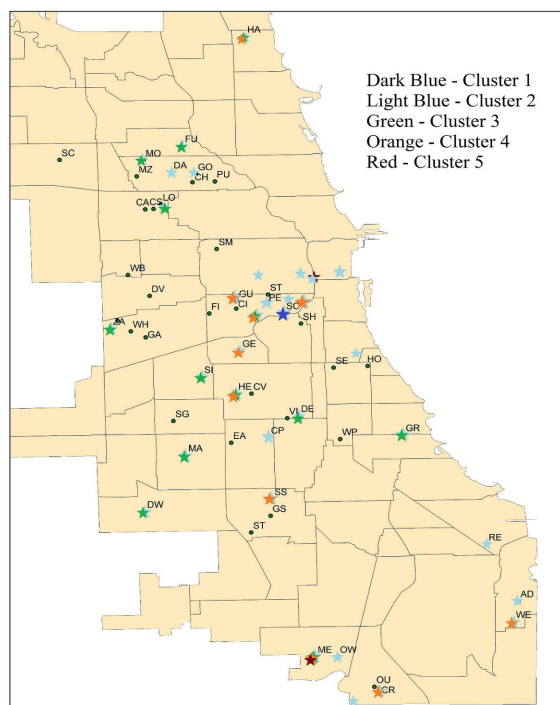 HA
Dark Blue - Cluster 1
Light Blue - Cluster 2
Green - Cluster 3
Orange - Cluster 4
Red - Cluster 5
FU
MO
SC
DA
GO
MZ
CH
PU
LO
CACS
SM
WB
DV
ST
GU
PE
CI
FI
SC
SH
ZA
WH
GA
GE
SE
HO
SI
HE
CV
SG
VI
DE
GR
WP
EA
CP
MA
SS
GS
DW
ST
RE
AD
WE
ME
OW
OU
CR